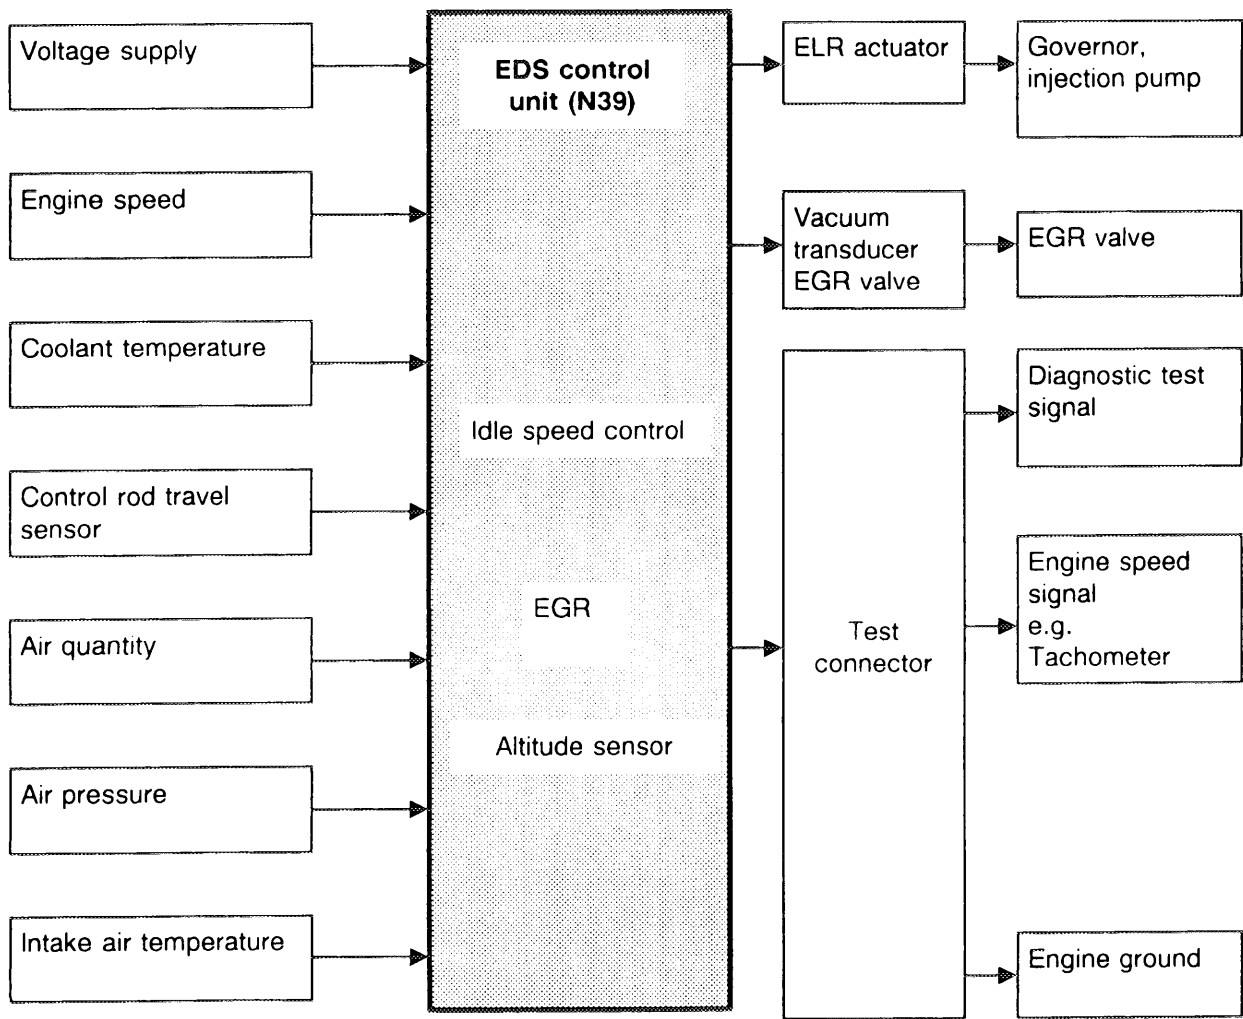 Voltage supply
Engine speed
Coolant temperature
Control rod travel
sensor
Air quantity
Air pressure
Intake air temperature
EDS control
unit (N39)
Idle speed control
EGR
Altitude sensor
ELR actuator
Vacuum
transducer
EGR valve
Test
connector
Governor,
injection pump
EGR valve
Diagnostic test
signal
Engine speed
signal
e.g.
Tachometer
Engine ground